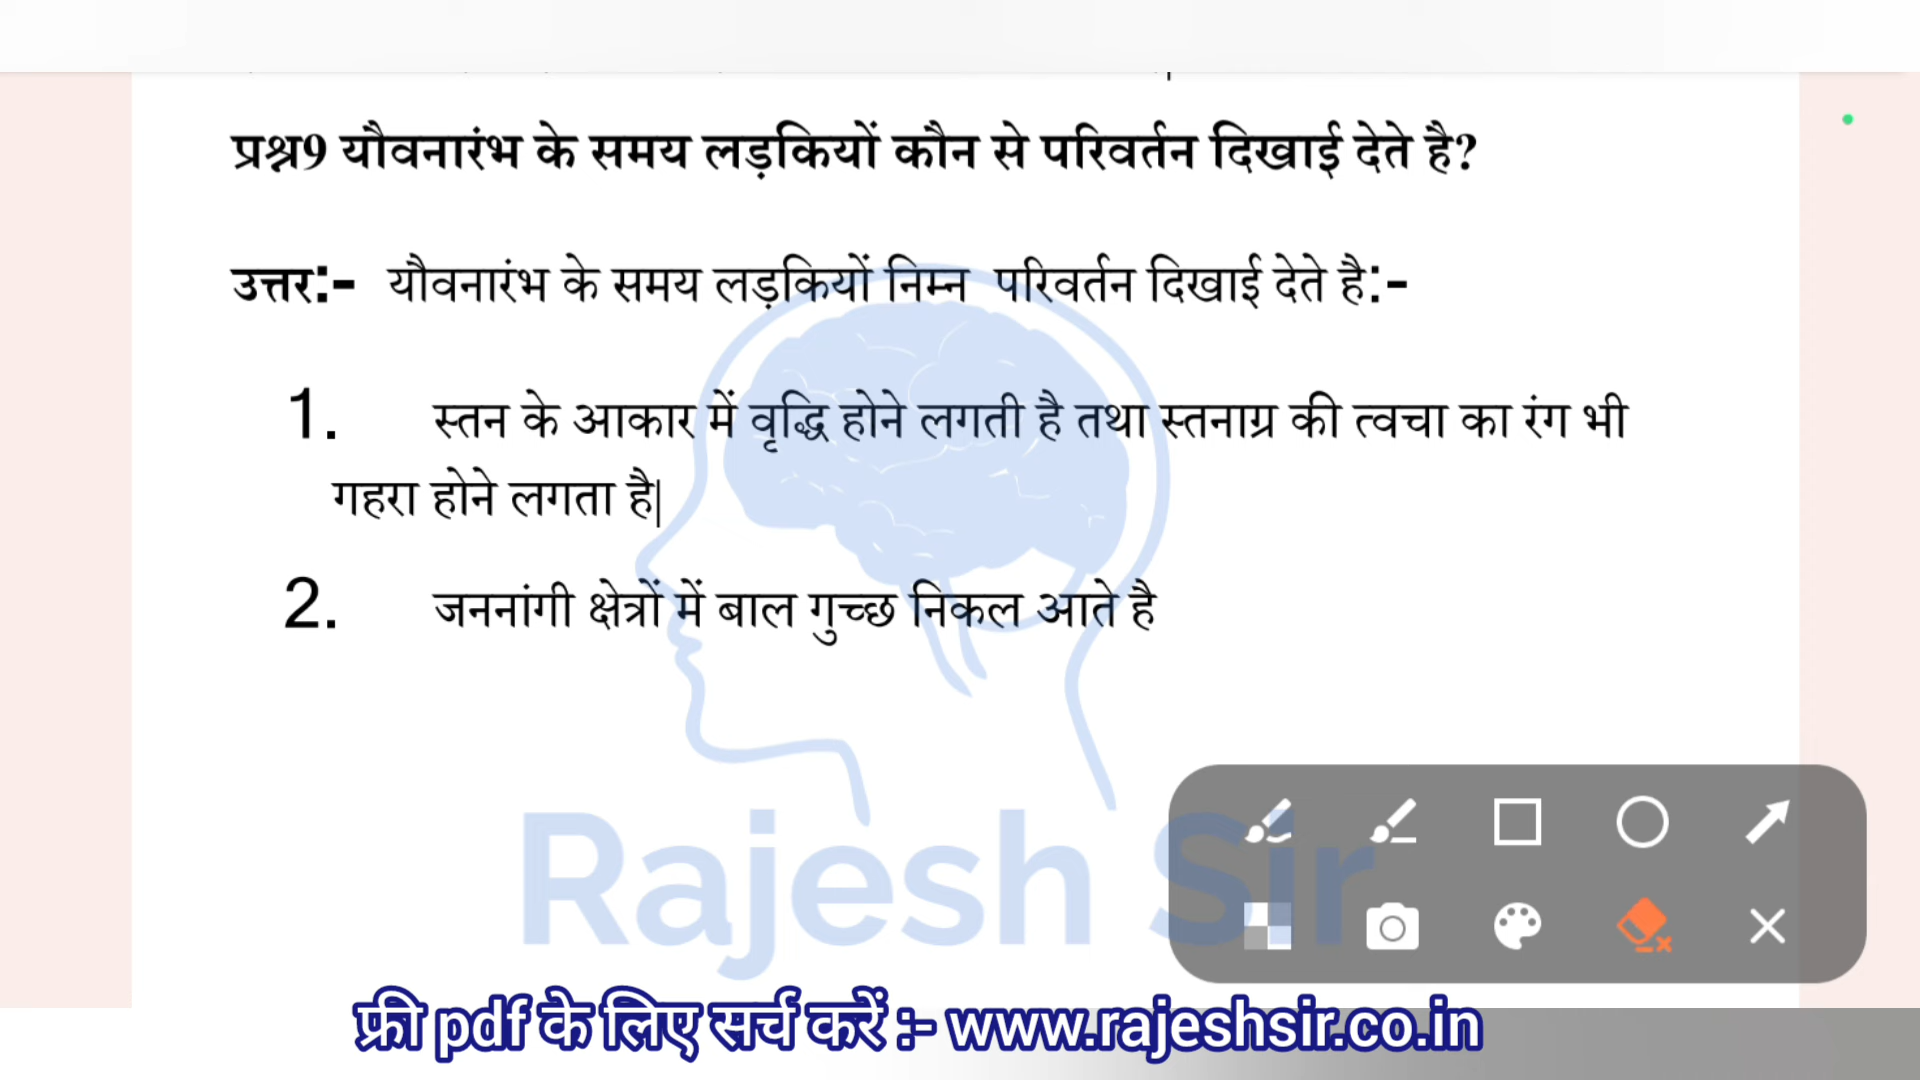 प्रश्न9 यौवनारंभ के समय लड़कियों कौन से परिवर्तन दिखाई देते है?
उत्तर:- यौवनारंभ के समय लड़कियों निम्न परिवर्तन दिखाई देते है:-
1. स्तन के आकार में वृद्धि होने लगती है तथा स्तनाग्र की त्वचा का रंग भी
गहरा होने लगता है|
2. जननांगी क्षेत्रों में बाल गुच्छ निकल आते है
Rajesh Sir
फ्री pdf के लिए सर्च करें :- www.rajeshsir.co.in